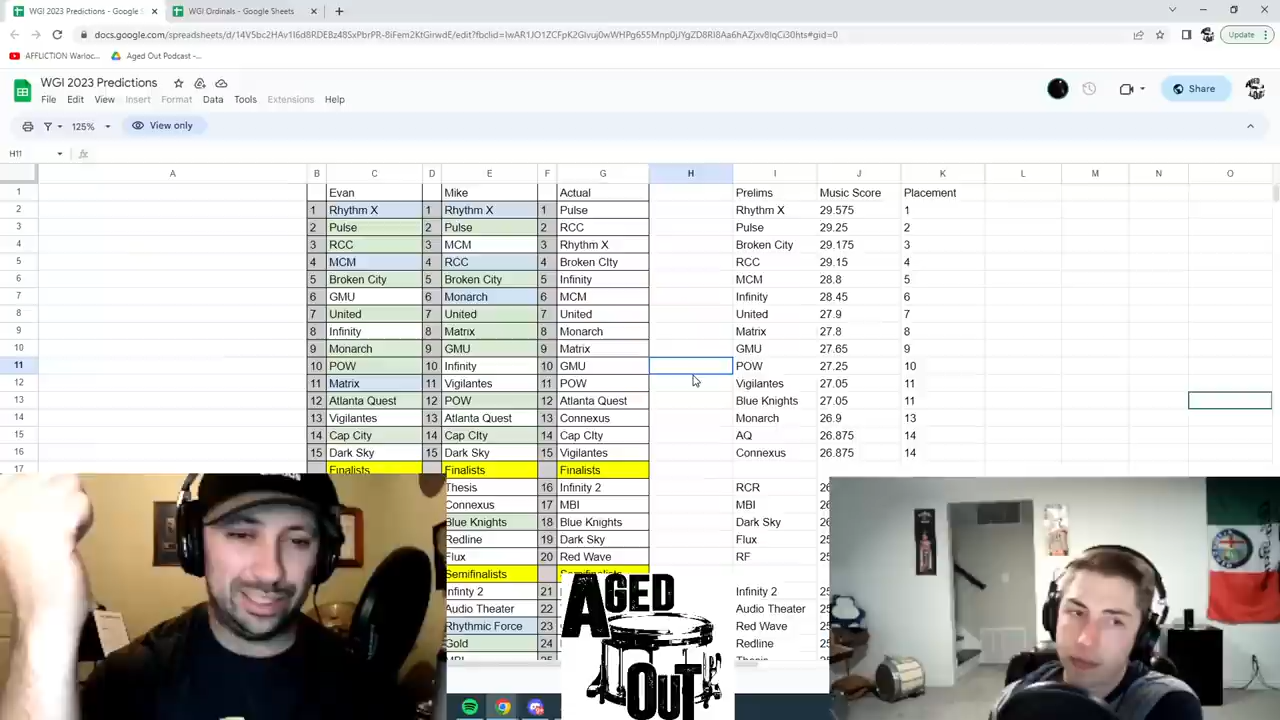 WGI 2023 Predictions - Google S
WGI Ordinals - Google Sheets
docs.google.com/spreadsheets/d/
Update
AFFLICTION Warloc...
Aged Out Podcast -...
WGI 2023 Predictions
File Edit View Insert Format Data Tools Extensions Help
Share
125% View only
H11 fx
A B C D E F G H I J K L M N O
1 Evan Mike Actual Prelims Music Score Placement
2 1 Rhythm X 1 Rhythm X 1 Pulse Rhythm X 29.575 1
3 2 Pulse 2 Pulse 2 RCC Pulse 29.25 2
4 3 RCC 3 MCM 3 Rhythm X Broken City 29.175 3
5 4 MCM 4 RCC 4 Broken CIty RCC 29.15 4
6 5 Broken City 5 Broken City 5 Infinity MCM 28.8 5
7 6 GMU 6 Monarch 6 MCM Infinity 28.45 6
8 7 United 7 United 7 United United 27.9 7
9 8 Infinity 8 Matrix 8 Monarch Matrix 27.8 8
10 9 Monarch 9 GMU 9 Matrix GMU 27.65 9
11 10 POW 10 Infinity 10 GMU POW 27.25 10
12 11 Matrix 11 Vigilantes 11 POW Vigilantes 27.05 11
13 12 Atlanta Quest 12 POW 12 Atlanta Quest Blue Knights 27.05 11
14 13 Vigilantes 13 Atlanta Quest 13 Connexus Monarch 26.9 13
15 14 Cap City 14 Cap CIty 14 Cap CIty AQ 26.875 14
16 15 Dark Sky 15 Dark Sky 15 Vigilantes Connexus 26.875 14
17 Finalists Finalists Finalists
Thesis 16 Infinity 2 RCR
Connexus 17 MBI MBI
Blue Knights 18 Blue Knights Dark Sky
Redline 19 Dark Sky Flux
Flux 20 Red Wave RF
Semifinalists
Infinity 2 21 Infinity 2
Audio Theater 22 Audio Theater
Rhythmic Force 23 Red Wave
Gold 24 Redline
MBI 25 Thesis
AGED OUT